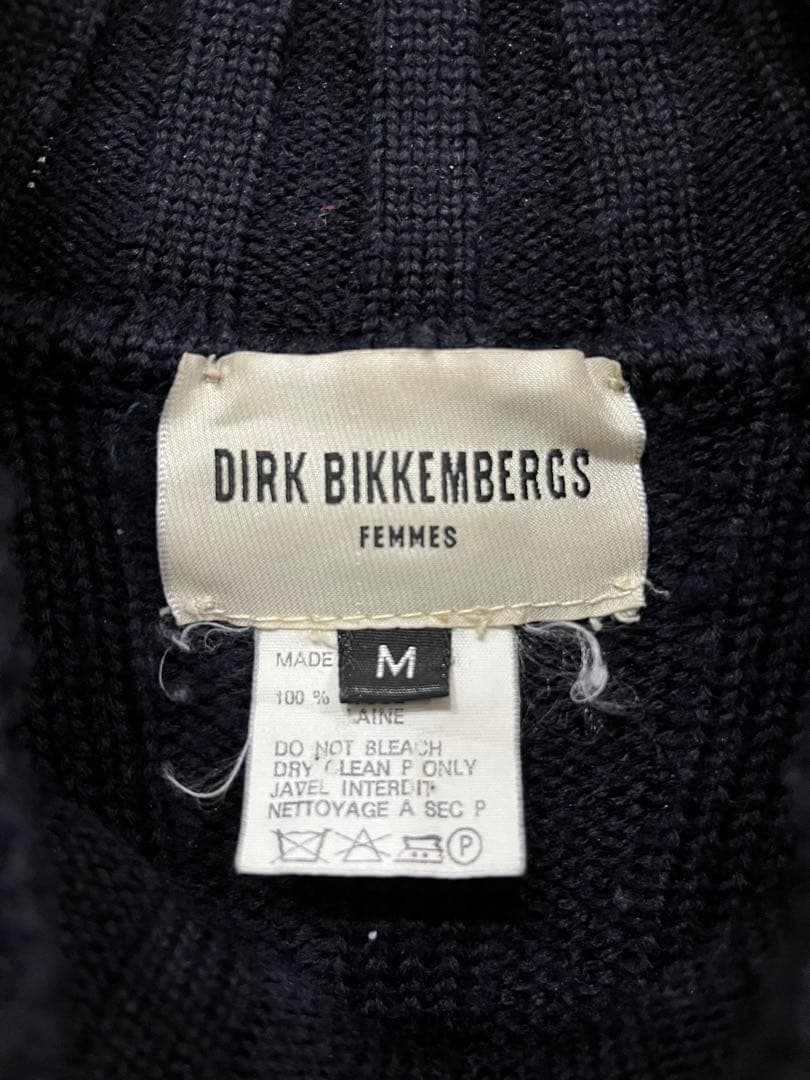 DIRK BIKKEMBERGS
FEMMES
M
MADE
100 %
LAINE
DO NOT BLEACH
DRY CLEAN P ONLY
JAVEL INTERDIT
NETTOYAGE A SEC P
P